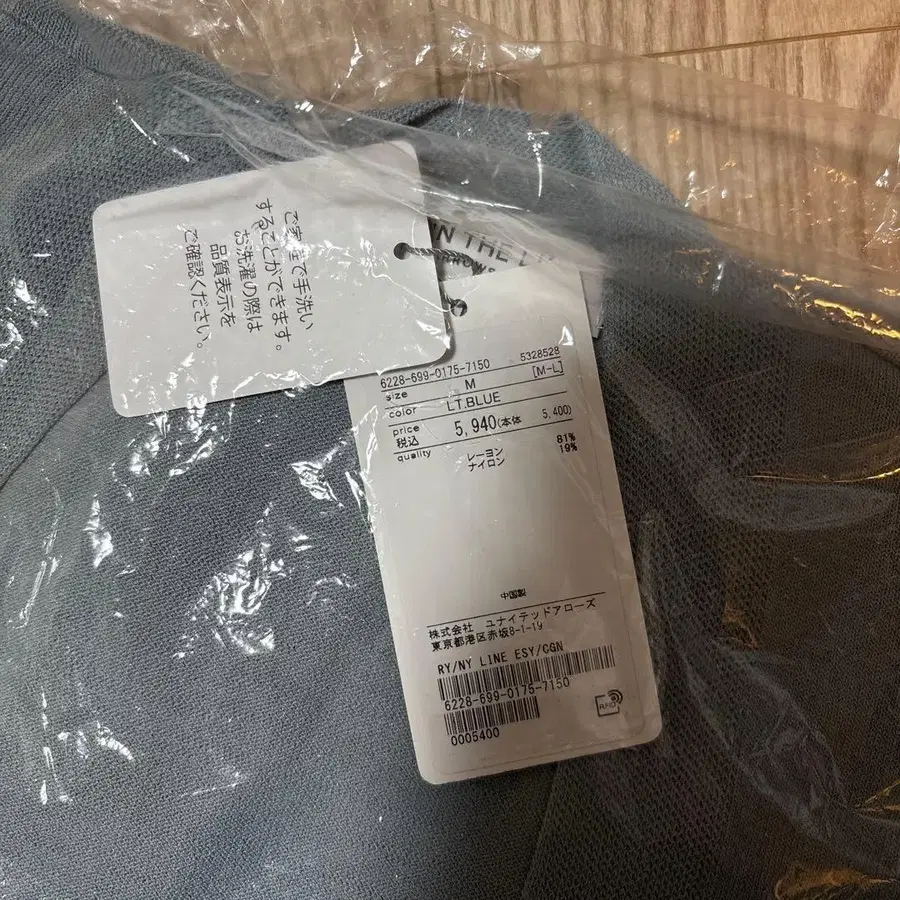 ご家庭で手洗い
することができます。
お洗濯の際は
品質表示を
ご確認ください。
IN THE L
ROWS
6228-699-0175-7150 5328528
size M [M-L]
color LT.BLUE
price
税込 5,940(本体 5,400)
quality レーヨン 81%
ナイロン 19%
中国製
株式会社 ユナイテッドアローズ
東京都港区赤坂8-1-19
RY/NY LINE ESY/CGN
6228-699-0175-7150
0005400
RFID